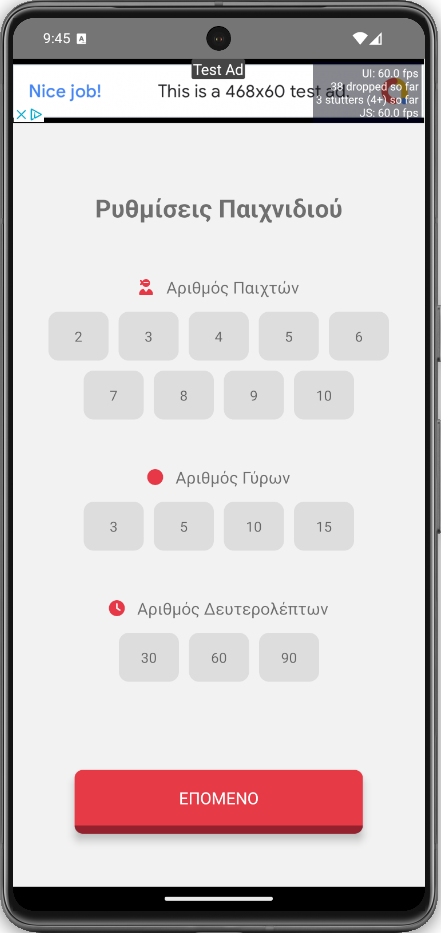 9:45 A
Test Ad
Nice job!
This is a 468x60 test ad.
UI: 60.0 fps
38 dropped so far
3 stutters (4+) so far
JS: 60.0 fps
Ρυθμίσεις Παιχνιδιού
Αριθμός Παιχτών
2 3 4 5 6
7 8 9 10
Αριθμός Γύρων
3 5 10 15
Αριθμός Δευτερολέπτων
30 60 90
ΕΠΟΜΕΝΟ